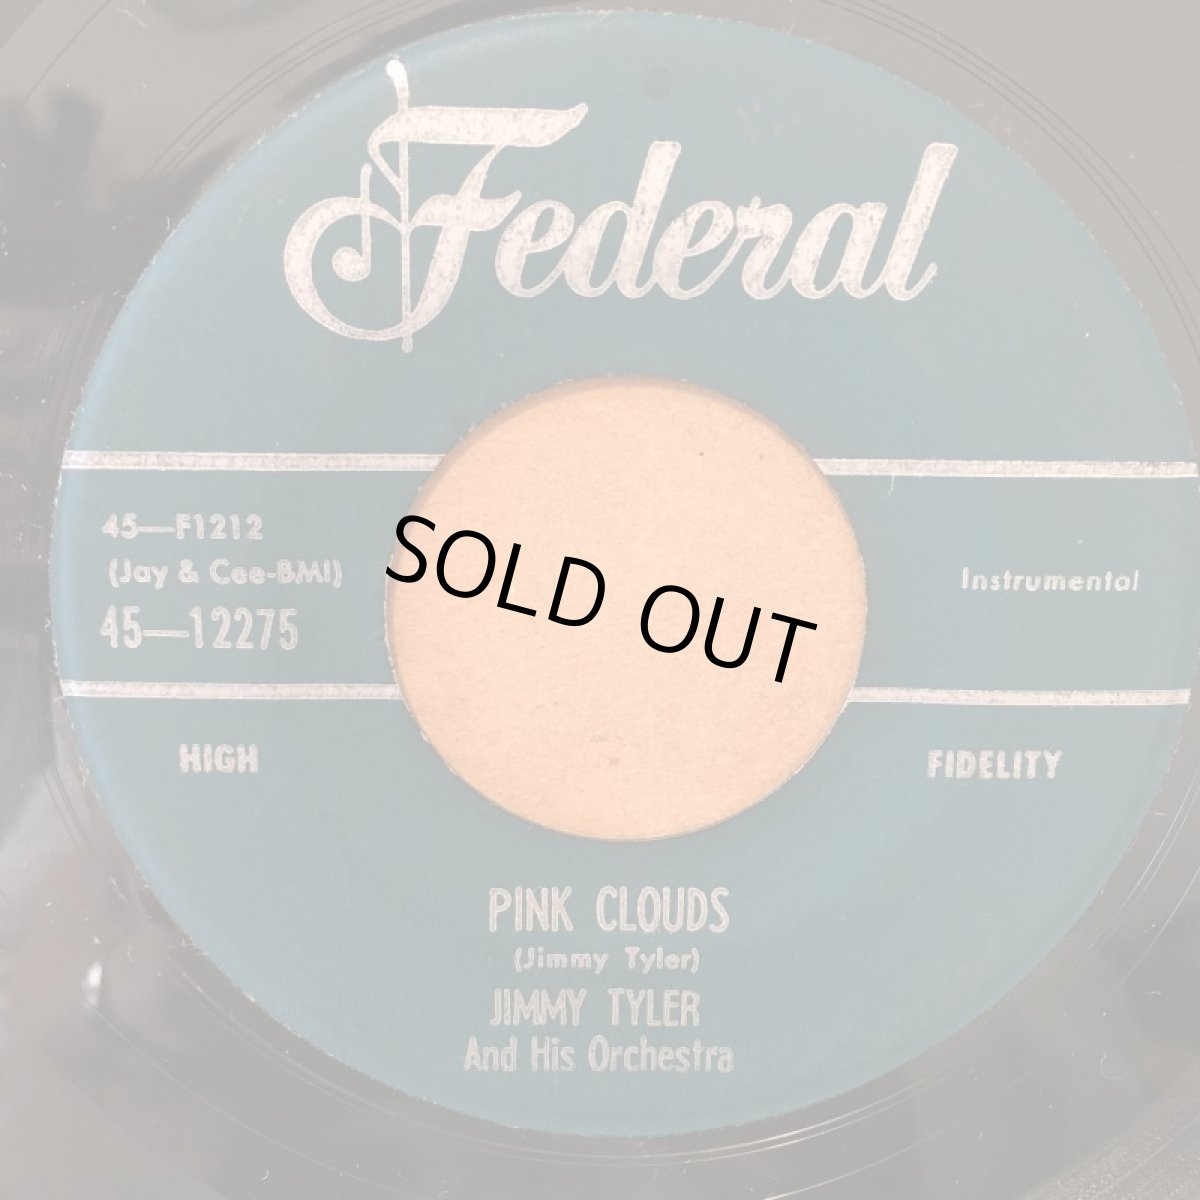 Federal
45—F1212
(Jay & Cee-BMI)
45—12275
SOLD OUT
Instrumental
HIGH
FIDELITY
PINK CLOUDS
(Jimmy Tyler)
JIMMY TYLER
And His Orchestra